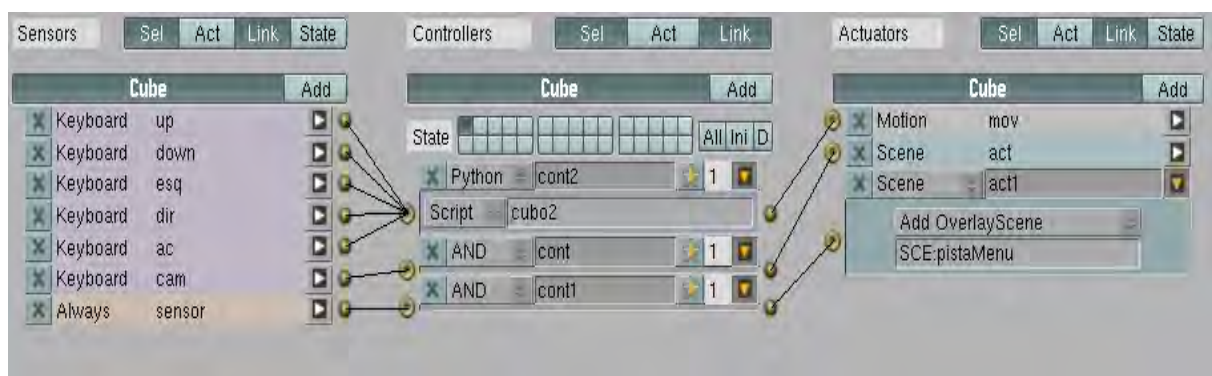 Sensors Sel Act Link State
Cube Add
X Keyboard up
X Keyboard down
X Keyboard esq
X Keyboard dir
X Keyboard ac
X Keyboard cam
X Always sensor
Controllers Sel Act Link
Cube Add
State All Ini D
X Python cont2 1
Script cubo2
X AND cont 1
X AND cont1 1
Actuators Sel Act Link State
Cube Add
X Motion mov
X Scene act
X Scene act1
Add OverlayScene
SCE:pistaMenu